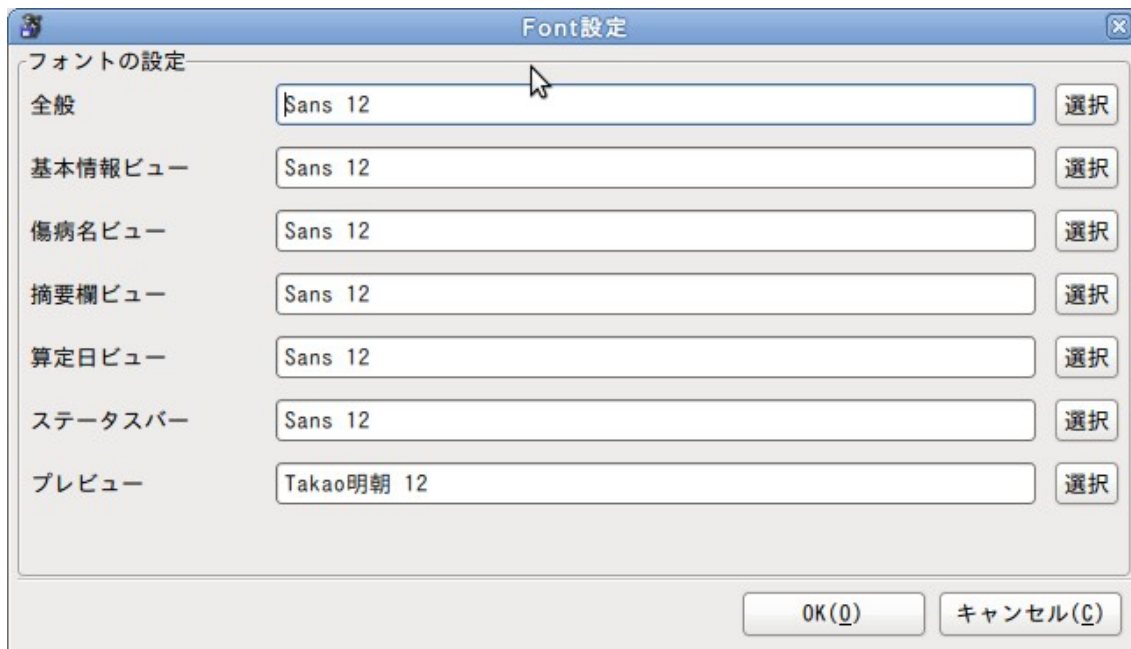 Font設定
フォントの設定
全般 Sans 12 選択
基本情報ビュー Sans 12 選択
傷病名ビュー Sans 12 選択
摘要欄ビュー Sans 12 選択
算定日ビュー Sans 12 選択
ステータスバー Sans 12 選択
プレビュー Takao明朝 12 選択
OK(O) キャンセル(C)